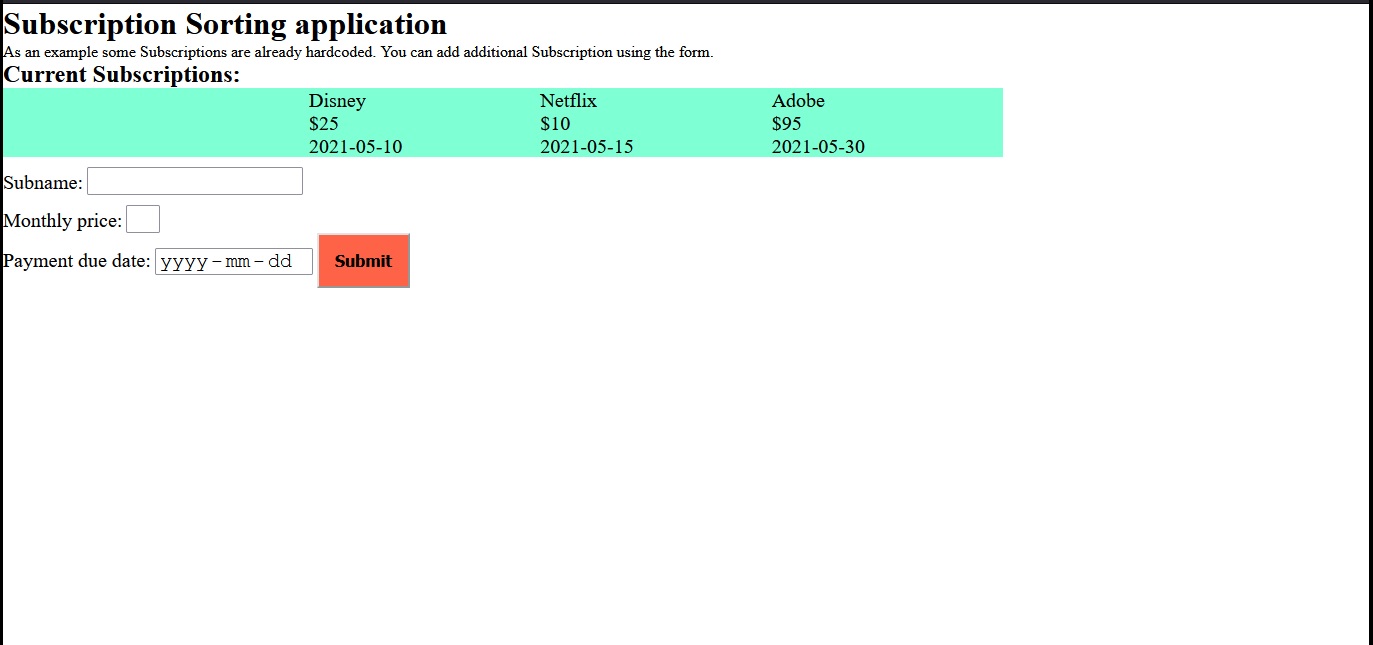 Subscription Sorting application
As an example some Subscriptions are already hardcoded. You can add additional Subscription using the form.
Current Subscriptions:
Disney Netflix Adobe
$25 $10 $95
2021-05-10 2021-05-15 2021-05-30
Subname:
Monthly price:
Payment due date: yyyy-mm-dd Submit